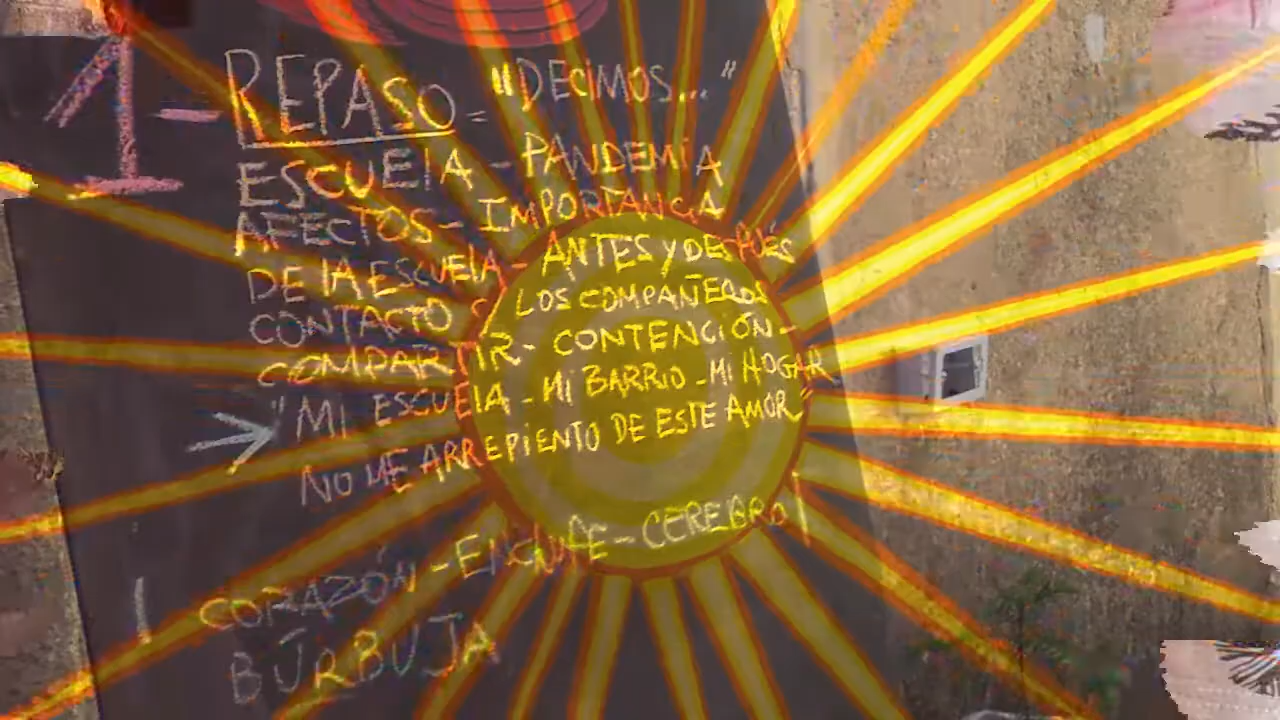 1 - REPASO = "DECIMOS..."
ESCUELA - PANDEMIA
AFECTOS - IMPORTANCIA
DE LA ESCUELA - ANTES Y DESPUÉS
CONTACTO C/ LOS COMPAÑEROS
COMPARTIR - CONTENCIÓN -
"MI ESCUELA - MI BARRIO - MI HOGAR
NO ME ARREPIENTO DE ESTE AMOR"
CORAZÓN - ENCHUFE - CEREBRO
BÚRBUJA